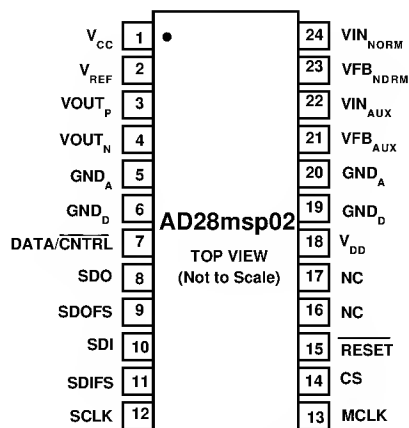 V_CC 1 24 VIN_NORM
V_REF 2 23 VFB_NDRM
VOUT_P 3 22 VIN_AUX
VOUT_N 4 21 VFB_AUX
GND_A 5 20 GND_A
GND_D 6 19 GND_D
AD28msp02
DATA/CNTRL 7 18 V_DD
TOP VIEW
SDO 8 17 NC
(Not to Scale)
SDOFS 9 16 NC
SDI 10 15 RESET
SDIFS 11 14 CS
SCLK 12 13 MCLK